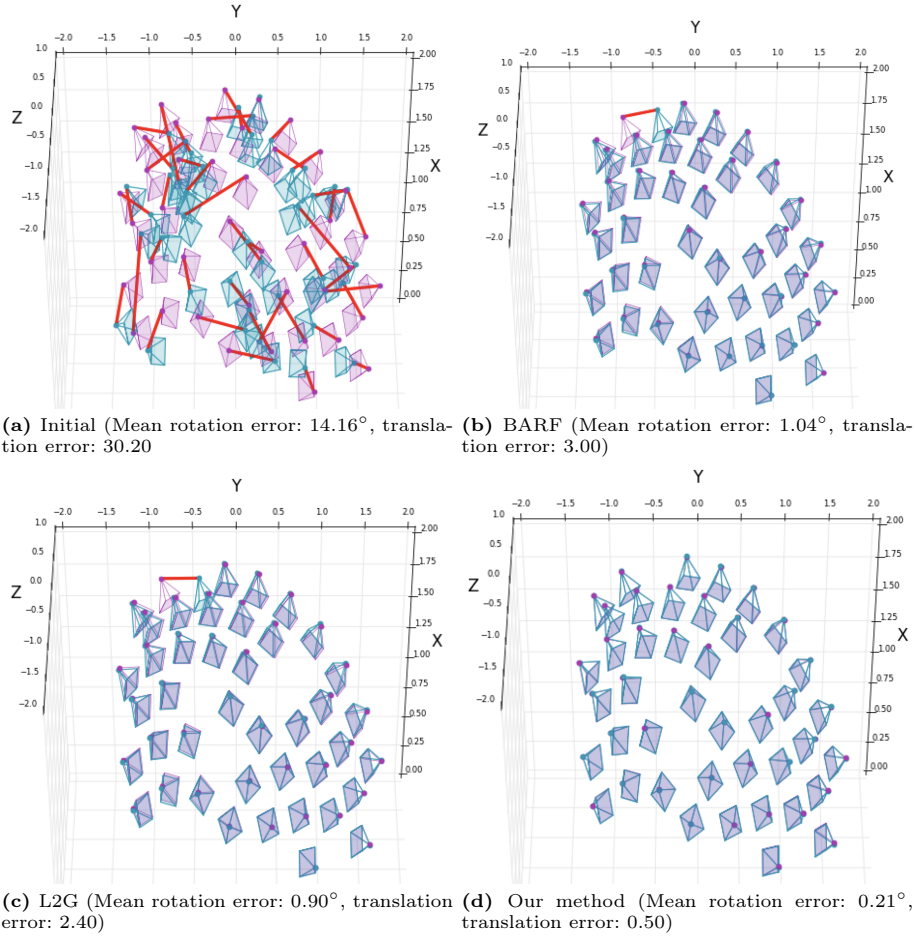 Y
−2.0 −1.5 −1.0 −0.5 0.0 0.5 1.0 1.5 2.0
1.0
0.5
0.0
−0.5
−1.0
−1.5
−2.0
Z
2.00
1.75
1.50
1.25
1.00
0.75
0.50
0.25
0.00
X
Y
−2.0 −1.5 −1.0 −0.5 0.0 0.5 1.0 1.5 2.0
1.0
0.5
0.0
−0.5
−1.0
−1.5
−2.0
Z
2.00
1.75
1.50
1.25
1.00
0.75
0.50
0.25
0.00
X
(a) Initial (Mean rotation error: 14.16°, transla-
tion error: 30.20
(b) BARF (Mean rotation error: 1.04°, transla-
tion error: 3.00)
Y
−2.0 −1.5 −1.0 −0.5 0.0 0.5 1.0 1.5 2.0
1.0
0.5
0.0
−0.5
−1.0
−1.5
−2.0
Z
2.00
1.75
1.50
1.25
1.00
0.75
0.50
0.25
0.00
X
Y
−2.0 −1.5 −1.0 −0.5 0.0 0.5 1.0 1.5 2.0
1.0
0.5
0.0
−0.5
−1.0
−1.5
−2.0
Z
2.00
1.75
1.50
1.25
1.00
0.75
0.50
0.25
0.00
X
(c) L2G (Mean rotation error: 0.90°, translation
error: 2.40)
(d) Our method (Mean rotation error: 0.21°,
translation error: 0.50)